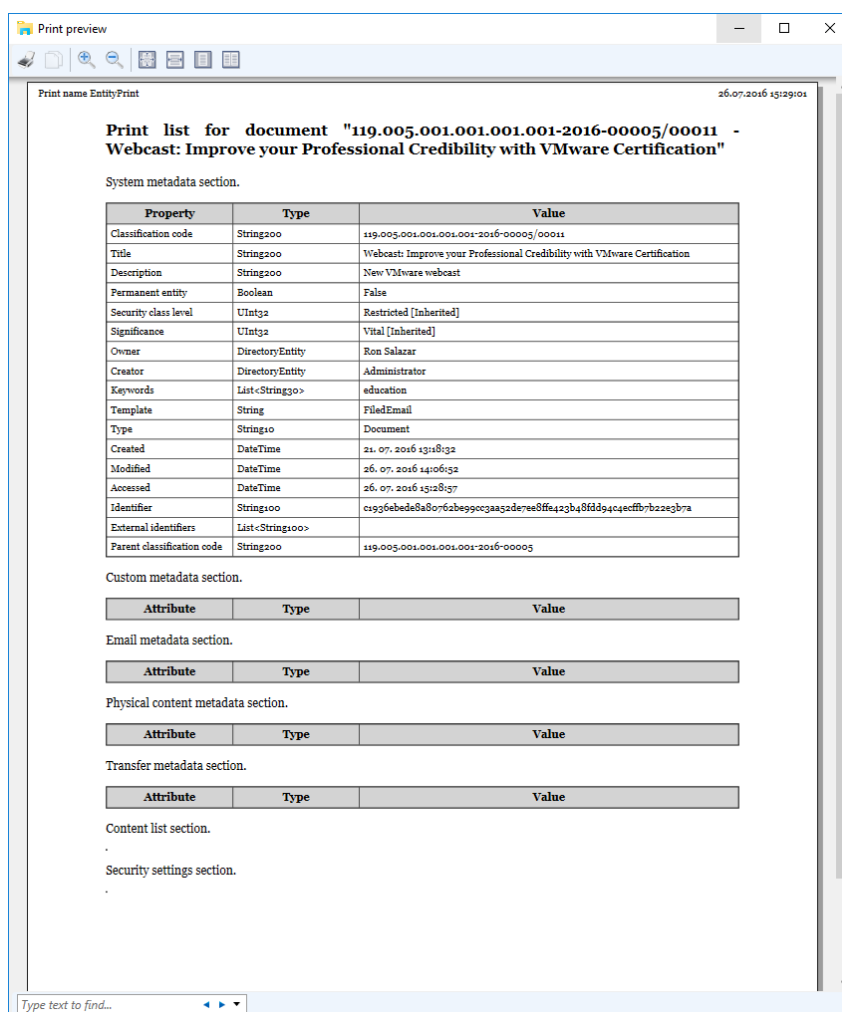 Print preview
Print name EntityPrint 26.07.2016 15:29:01
Print list for document "119.005.001.001.001.001-2016-00005/00011 -
Webcast: Improve your Professional Credibility with VMware Certification"
System metadata section.
Property Type Value
Classification code String200 119.005.001.001.001.001-2016-00005/00011
Title String200 Webcast: Improve your Professional Credibility with VMware Certification
Description String200 New VMware webcast
Permanent entity Boolean False
Security class level UInt32 Restricted [Inherited]
Significance UInt32 Vital [Inherited]
Owner DirectoryEntity Ron Salazar
Creator DirectoryEntity Administrator
Keywords List<String30> education
Template String FiledEmail
Type String10 Document
Created DateTime 21. 07. 2016 13:18:32
Modified DateTime 26. 07. 2016 14:06:52
Accessed DateTime 26. 07. 2016 15:28:57
Identifier String100 c1936ebede8a80762be99cc3aa52de7ee8ffe423b48fdd94c4ecffb7b22e3b7a
External identifiers List<String100>
Parent classification code String200 119.005.001.001.001.001-2016-00005
Custom metadata section.
Attribute Type Value
Email metadata section.
Attribute Type Value
Physical content metadata section.
Attribute Type Value
Transfer metadata section.
Attribute Type Value
Content list section.
.
Security settings section.
.
Type text to find...